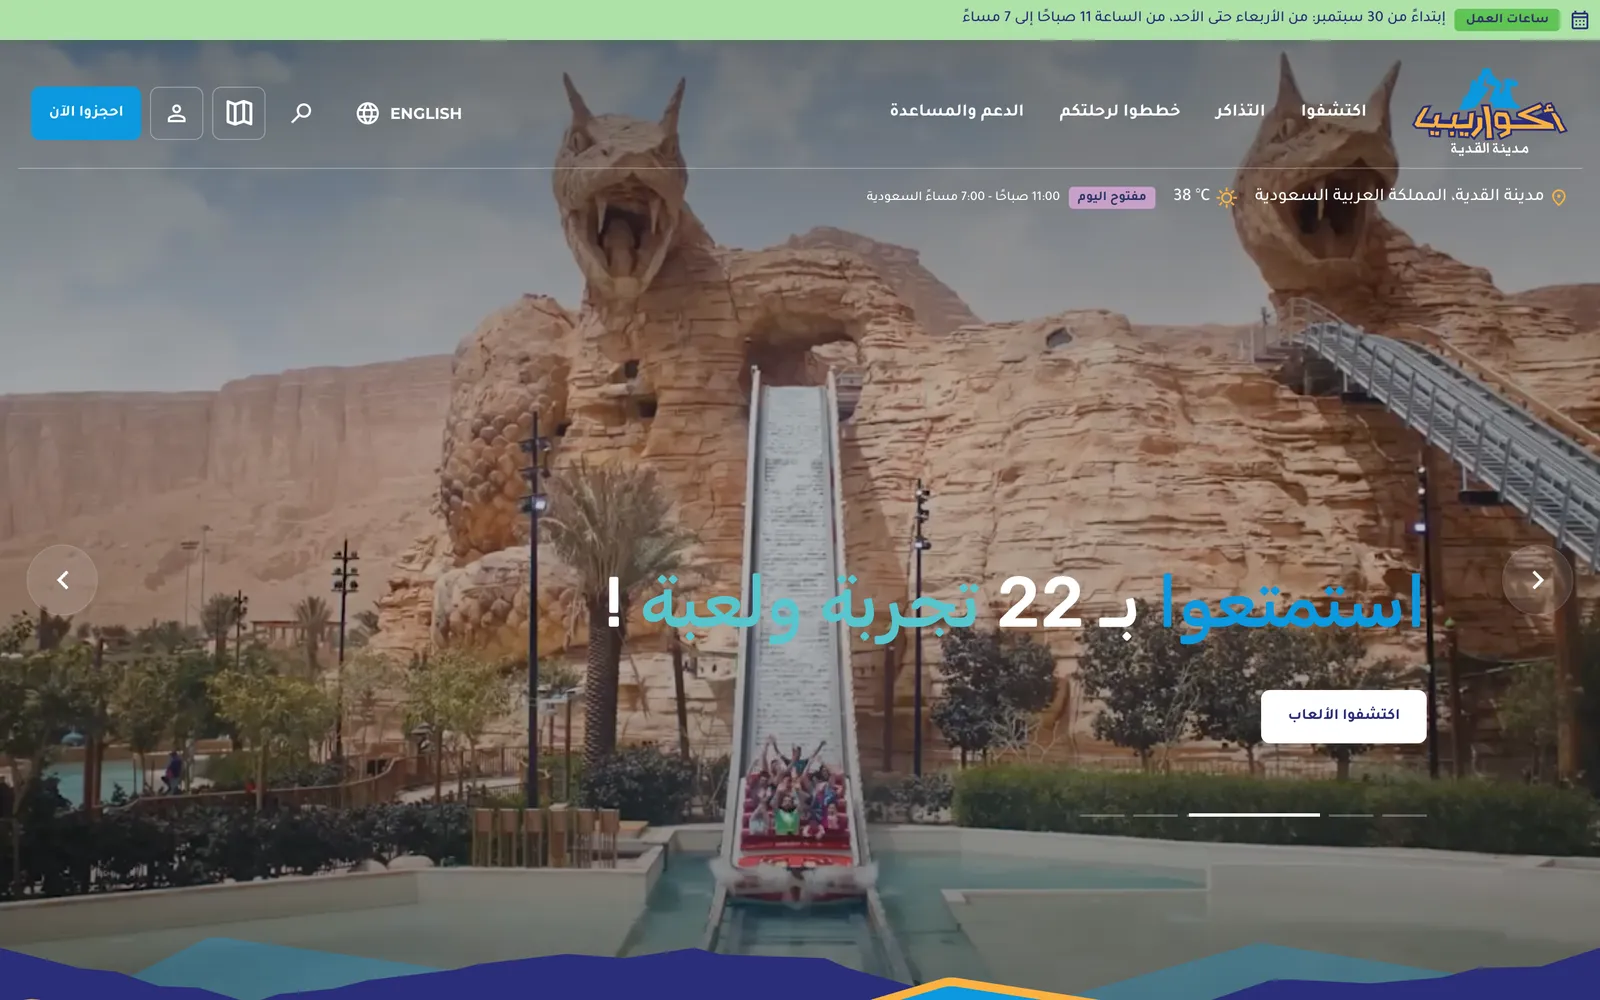 ساعات العمل إبتداءً من 30 سبتمبر: من الأربعاء حتى الأحد، من الساعة 11 صباحًا إلى 7 مساءً
أكواريبيا
مدينة القدية
اكتشفوا التذاكر خططوا لرحلتكم الدعم والمساعدة ENGLISH احجزوا الآن
مدينة القدية، المملكة العربية السعودية 38 °C مفتوح اليوم 11:00 صباحًا - 7:00 مساءً السعودية
استمتعوا بـ 22 تجربة ولعبة !
اكتشفوا الألعاب